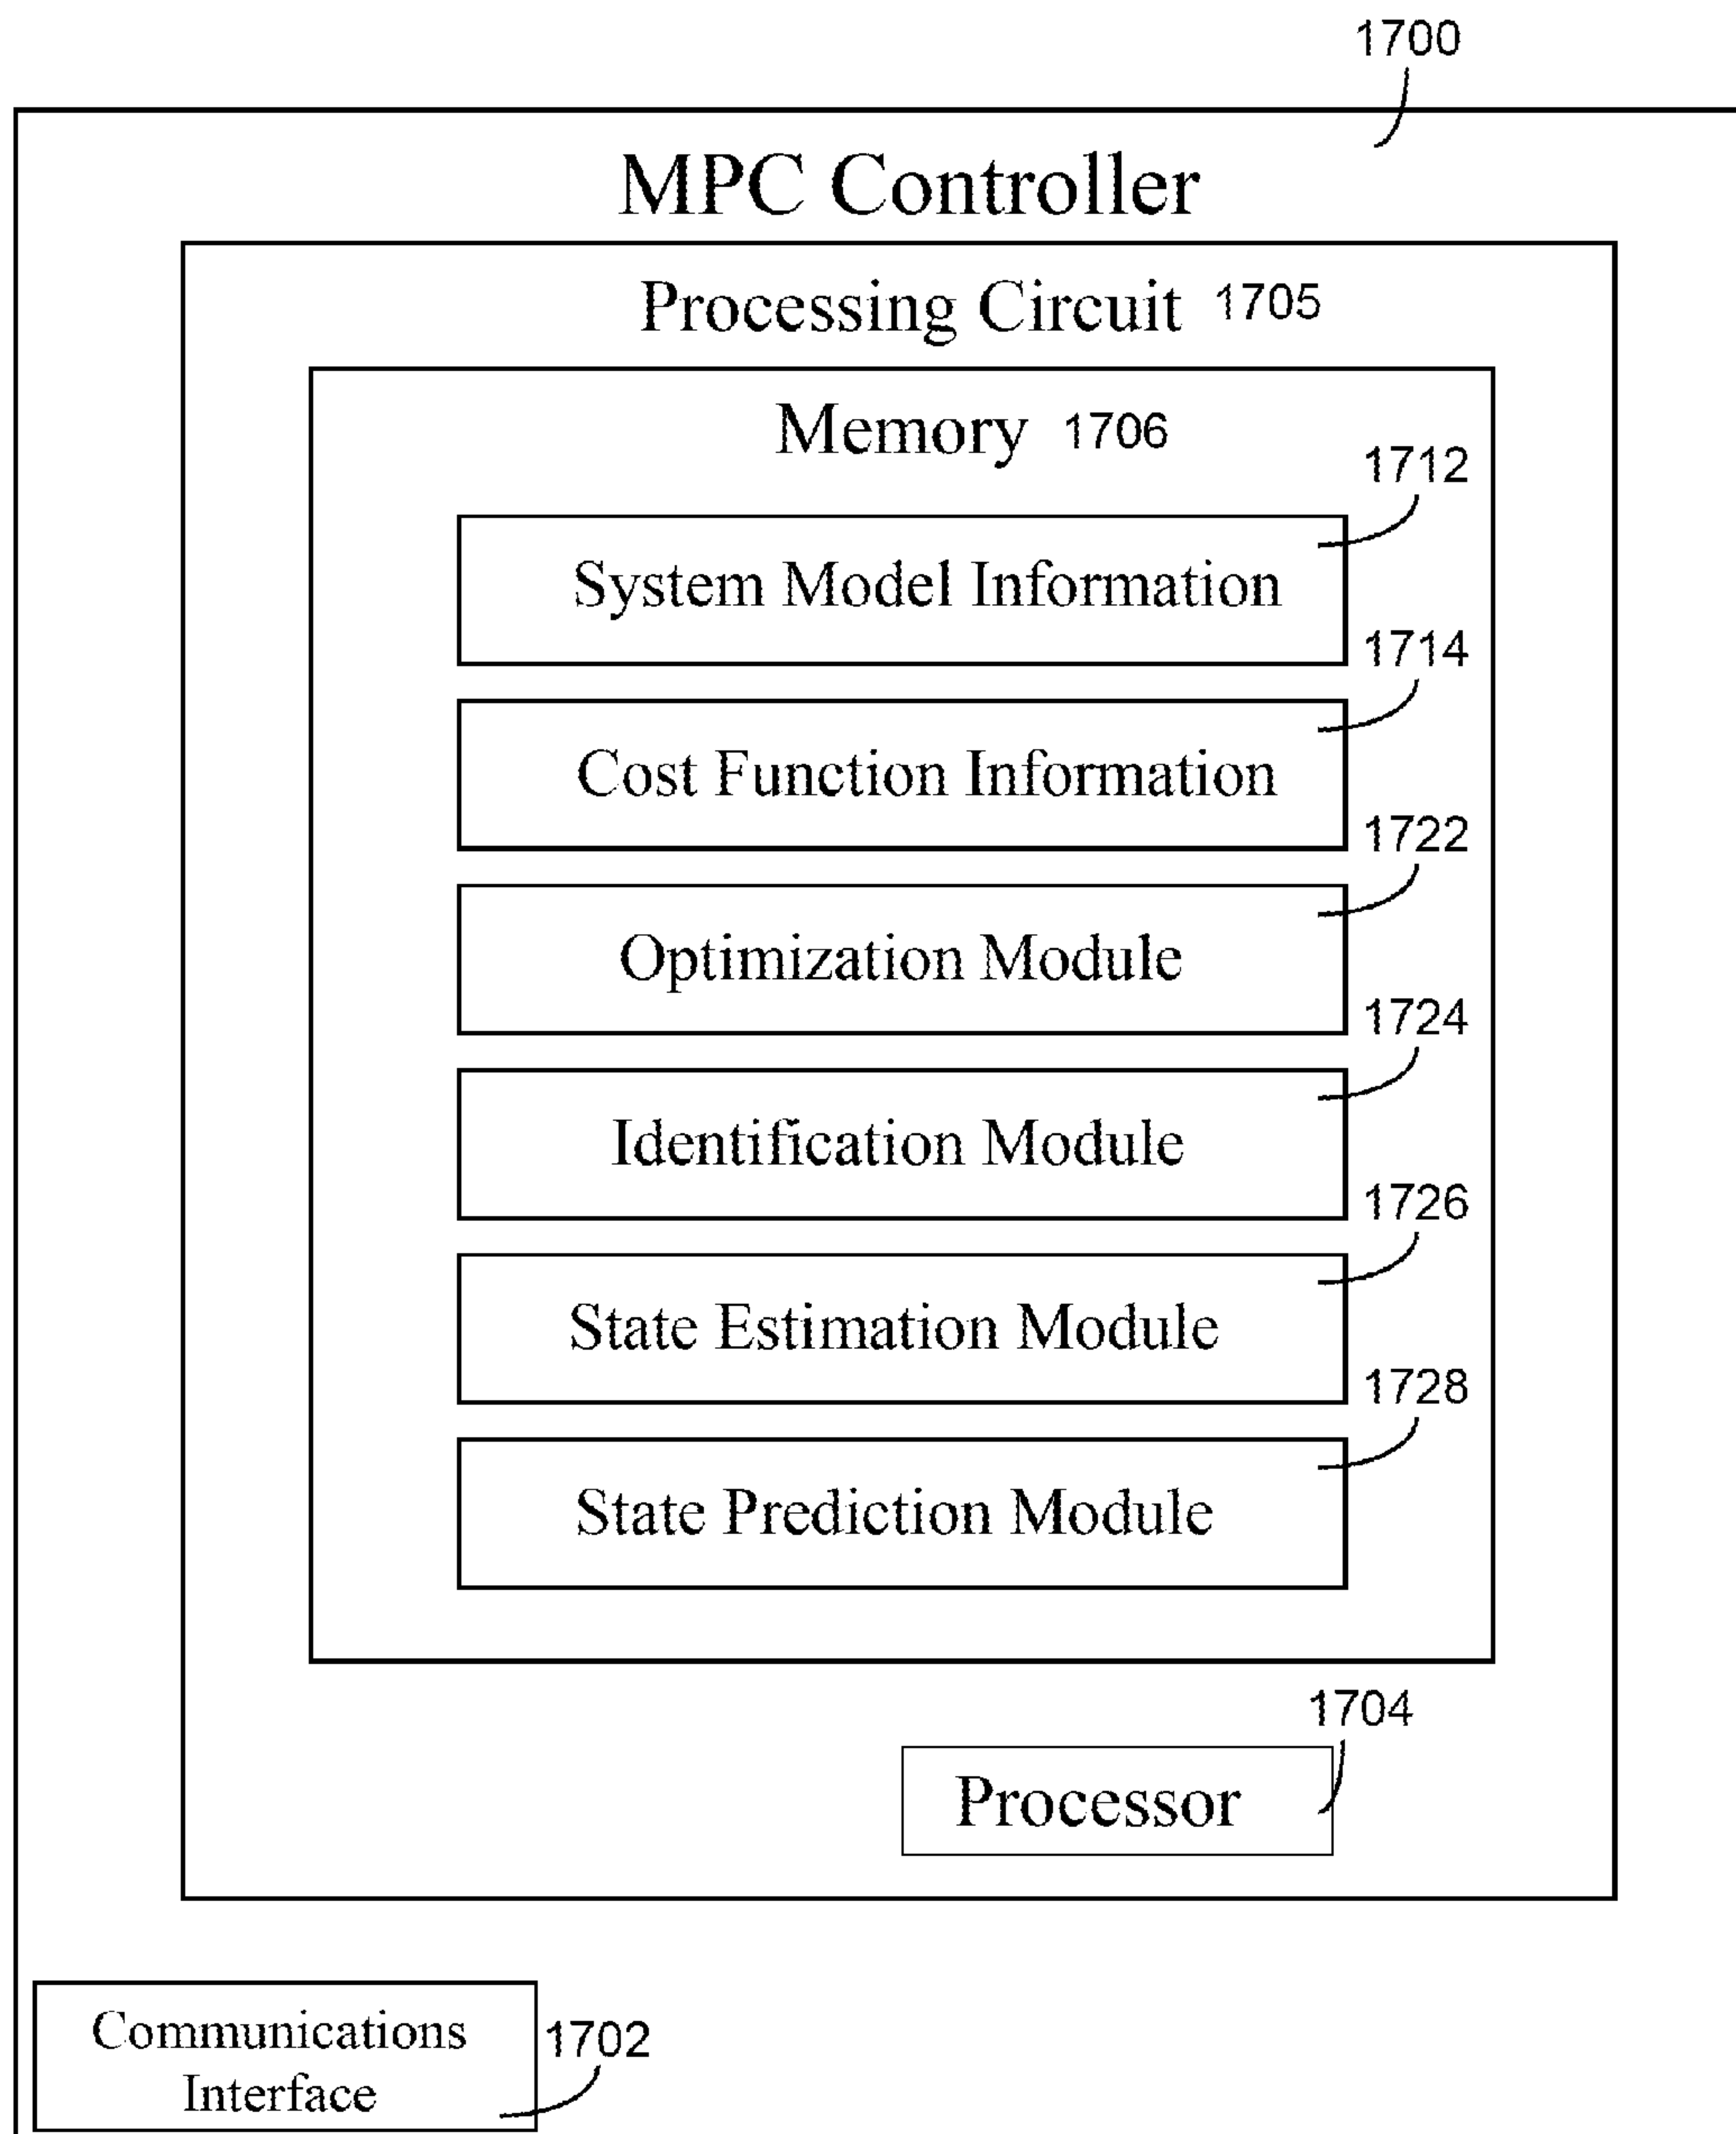 1700
MPC Controller
Processing Circuit 1705
Memory 1706
1712
System Model Information
1714
Cost Function Information
1722
Optimization Module
1724
Identification Module
1726
State Estimation Module
1728
State Prediction Module
1704
Processor
Communications
1702
Interface